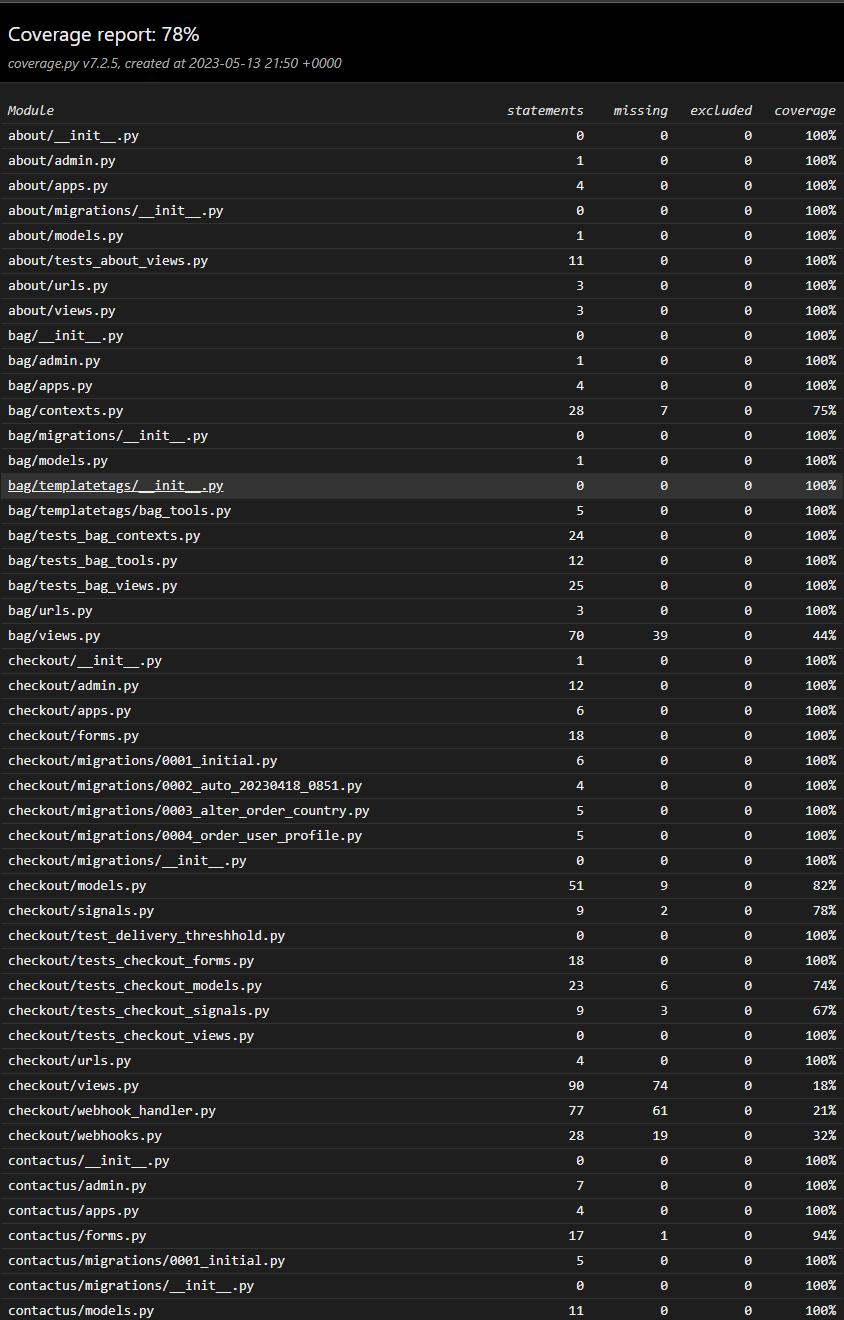 Coverage report: 78%
coverage.py v7.2.5, created at 2023-05-13 21:50 +0000
Module statements missing excluded coverage
about/__init__.py 0 0 0 100%
about/admin.py 1 0 0 100%
about/apps.py 4 0 0 100%
about/migrations/__init__.py 0 0 0 100%
about/models.py 1 0 0 100%
about/tests_about_views.py 11 0 0 100%
about/urls.py 3 0 0 100%
about/views.py 3 0 0 100%
bag/__init__.py 0 0 0 100%
bag/admin.py 1 0 0 100%
bag/apps.py 4 0 0 100%
bag/contexts.py 28 7 0 75%
bag/migrations/__init__.py 0 0 0 100%
bag/models.py 1 0 0 100%
bag/templatetags/__init__.py 0 0 0 100%
bag/templatetags/bag_tools.py 5 0 0 100%
bag/tests_bag_contexts.py 24 0 0 100%
bag/tests_bag_tools.py 12 0 0 100%
bag/tests_bag_views.py 25 0 0 100%
bag/urls.py 3 0 0 100%
bag/views.py 70 39 0 44%
checkout/__init__.py 1 0 0 100%
checkout/admin.py 12 0 0 100%
checkout/apps.py 6 0 0 100%
checkout/forms.py 18 0 0 100%
checkout/migrations/0001_initial.py 6 0 0 100%
checkout/migrations/0002_auto_20230418_0851.py 4 0 0 100%
checkout/migrations/0003_alter_order_country.py 5 0 0 100%
checkout/migrations/0004_order_user_profile.py 5 0 0 100%
checkout/migrations/__init__.py 0 0 0 100%
checkout/models.py 51 9 0 82%
checkout/signals.py 9 2 0 78%
checkout/test_delivery_threshhold.py 0 0 0 100%
checkout/tests_checkout_forms.py 18 0 0 100%
checkout/tests_checkout_models.py 23 6 0 74%
checkout/tests_checkout_signals.py 9 3 0 67%
checkout/tests_checkout_views.py 0 0 0 100%
checkout/urls.py 4 0 0 100%
checkout/views.py 90 74 0 18%
checkout/webhook_handler.py 77 61 0 21%
checkout/webhooks.py 28 19 0 32%
contactus/__init__.py 0 0 0 100%
contactus/admin.py 7 0 0 100%
contactus/apps.py 4 0 0 100%
contactus/forms.py 17 1 0 94%
contactus/migrations/0001_initial.py 5 0 0 100%
contactus/migrations/__init__.py 0 0 0 100%
contactus/models.py 11 0 0 100%